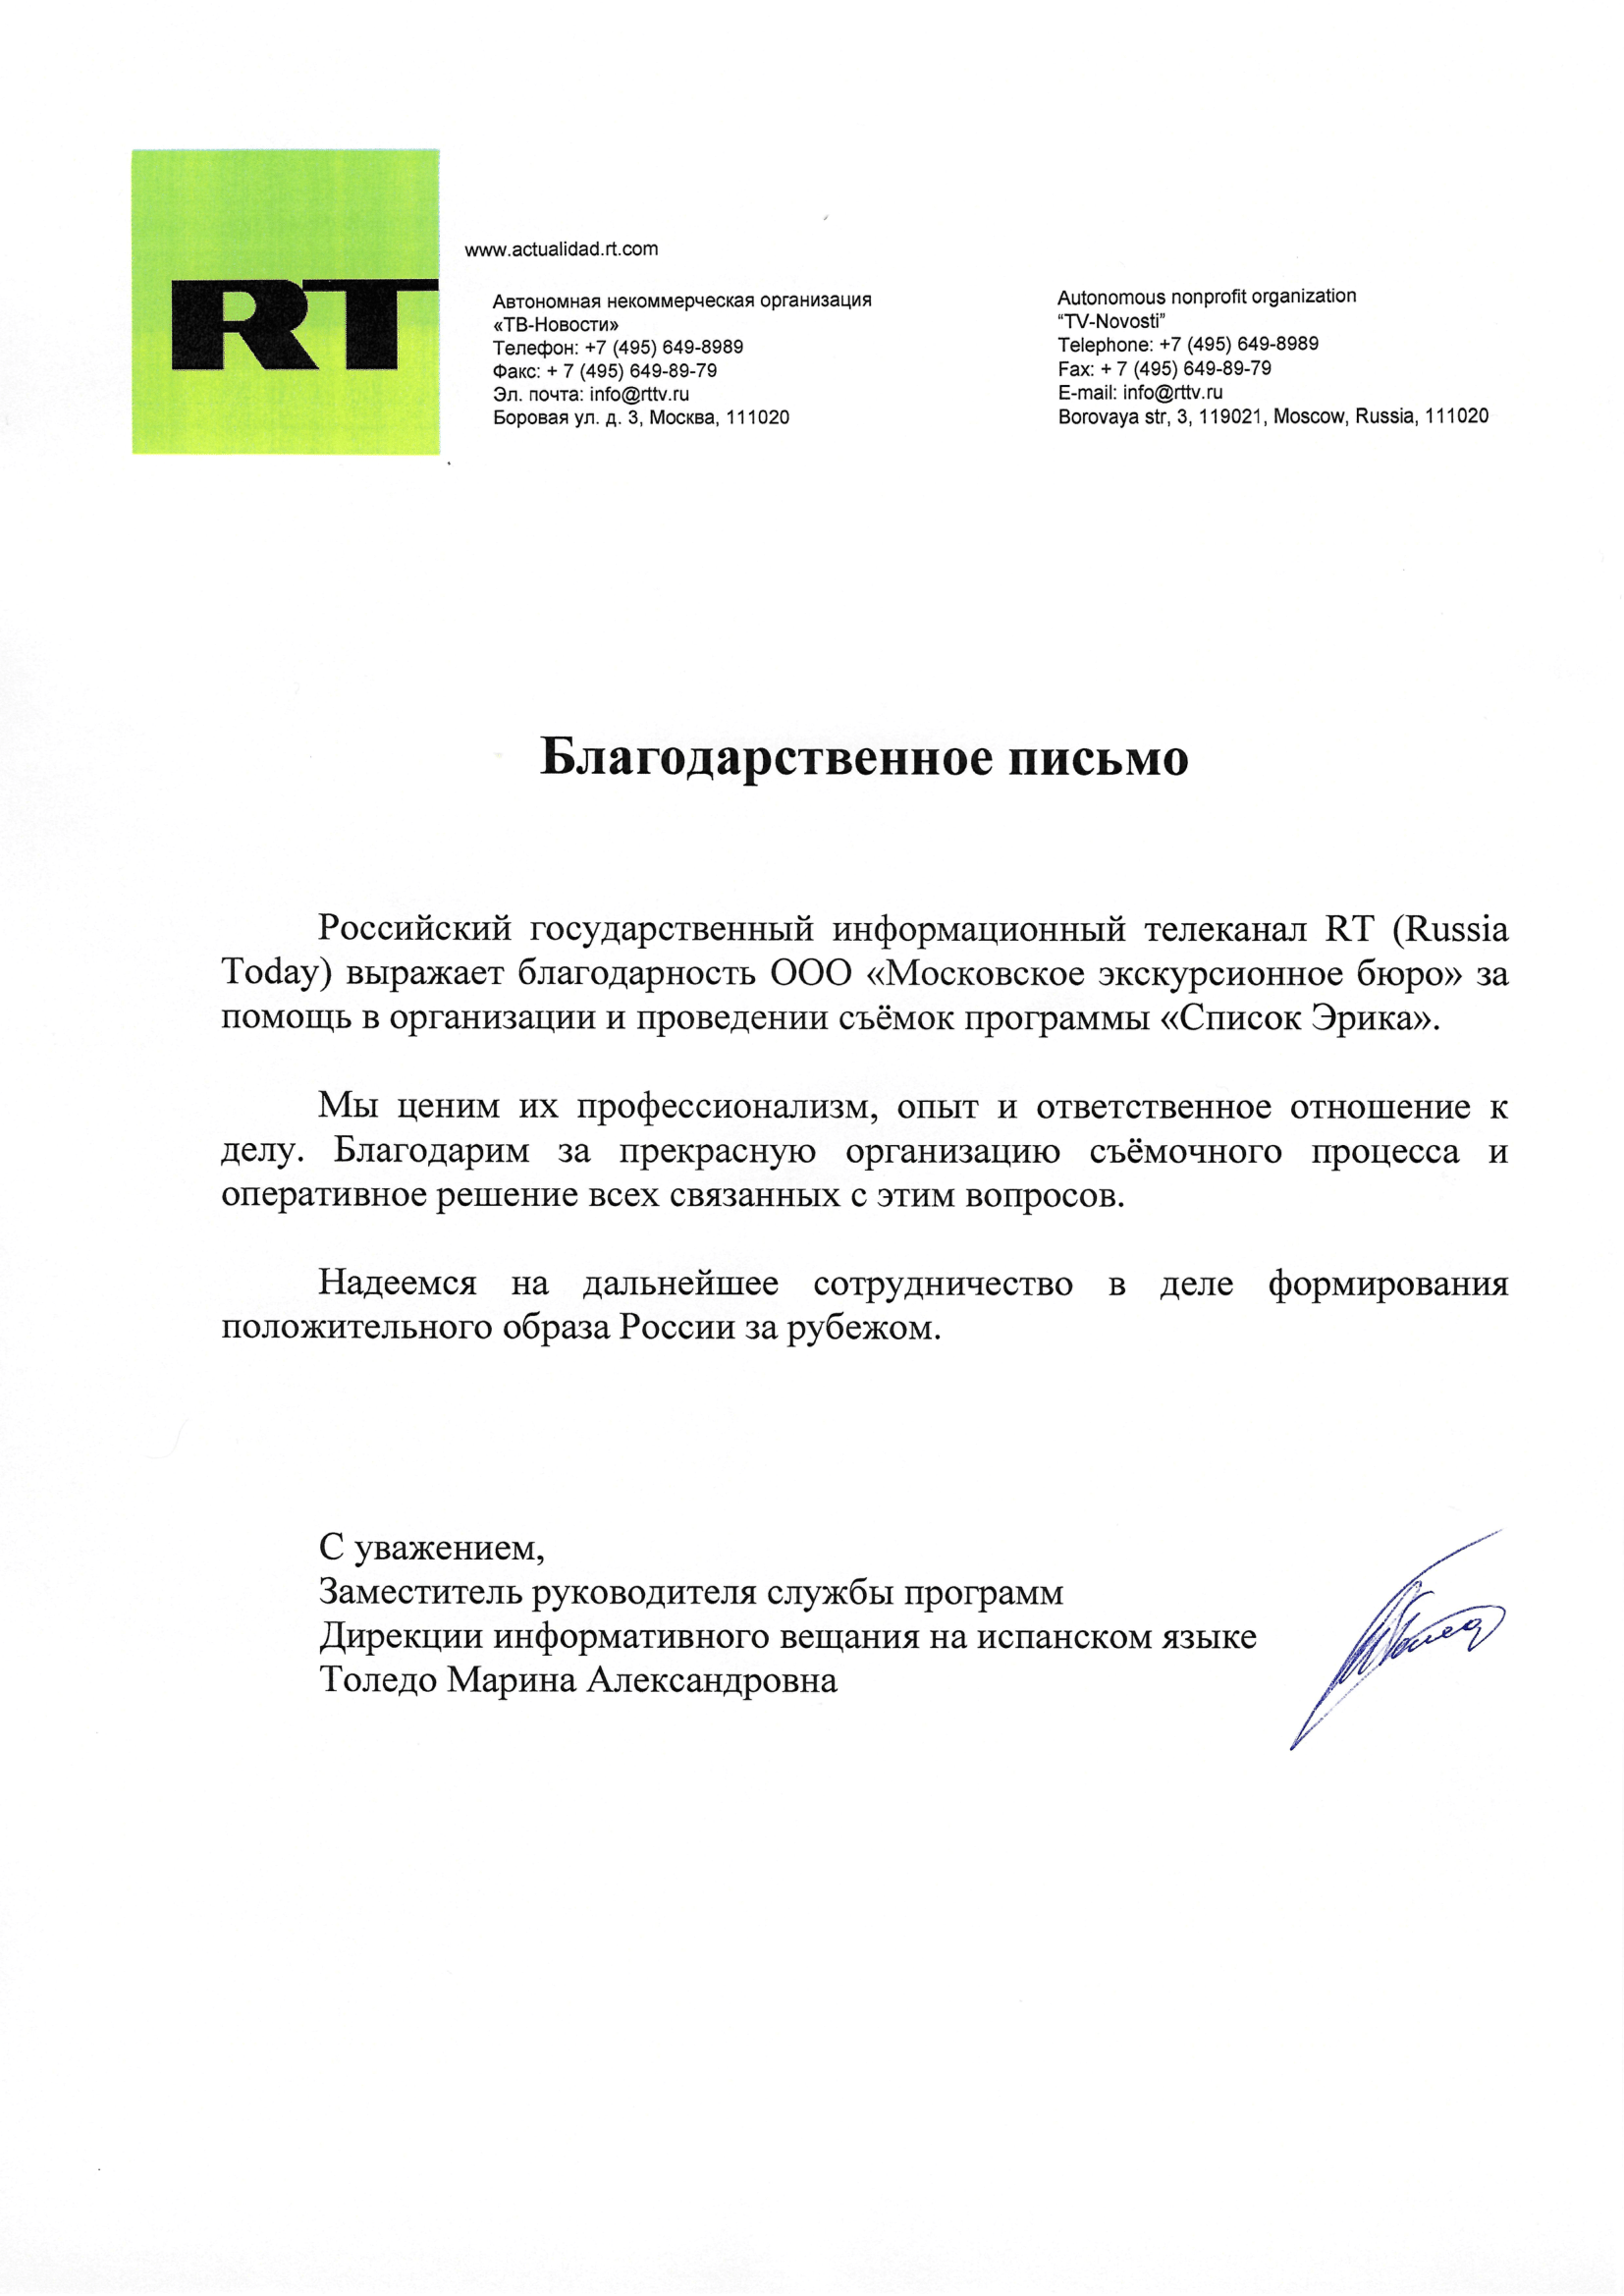 RT
www.actualidad.rt.com
Автономная некоммерческая организация
«ТВ-Новости»
Телефон: +7 (495) 649-8989
Факс: + 7 (495) 649-89-79
Эл. почта: info@rttv.ru
Боровая ул. д. 3, Москва, 111020
Autonomous nonprofit organization
“TV-Novosti”
Telephone: +7 (495) 649-8989
Fax: + 7 (495) 649-89-79
E-mail: info@rttv.ru
Borovaya str, 3, 119021, Moscow, Russia, 111020
Благодарственное письмо
Российский государственный информационный телеканал RT (Russia
Today) выражает благодарность ООО «Московское экскурсионное бюро» за
помощь в организации и проведении съёмок программы «Список Эрика».
Мы ценим их профессионализм, опыт и ответственное отношение к
делу. Благодарим за прекрасную организацию съёмочного процесса и
оперативное решение всех связанных с этим вопросов.
Надеемся на дальнейшее сотрудничество в деле формирования
положительного образа России за рубежом.
С уважением,
Заместитель руководителя службы программ
Дирекции информативного вещания на испанском языке
Толедо Марина Александровна